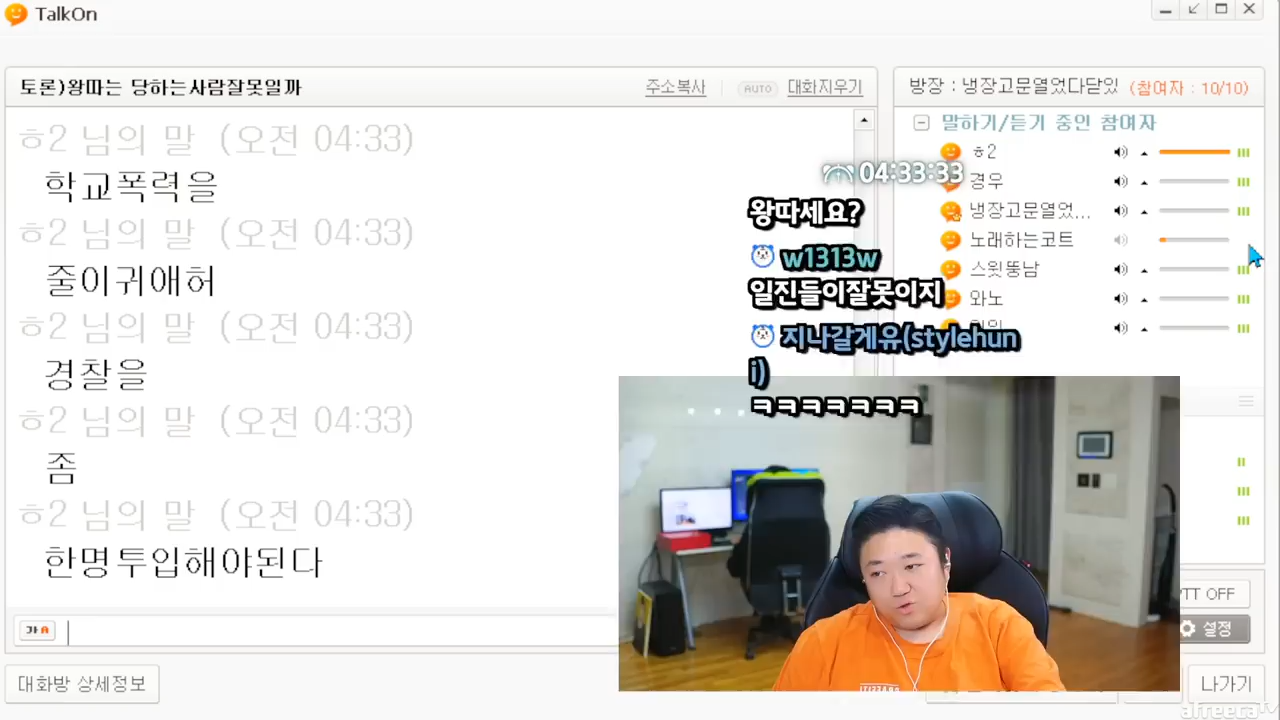 TalkOn
토론)왕따는 당하는사람잘못일까
주소복사
AUTO
대화지우기
ㅎ2 님의 말 (오전 04:33)
학교폭력을
ㅎ2 님의 말 (오전 04:33)
줄이귀애허
ㅎ2 님의 말 (오전 04:33)
경찰을
ㅎ2 님의 말 (오전 04:33)
좀
ㅎ2 님의 말 (오전 04:33)
한명투입해야된다
가A
대화방 상세정보
방장 : 냉장고문열었다닫있 (참여자 : 10/10)
말하기/듣기 중인 참여자
ㅎ2
경우
냉장고문열었...
노래하는코트
스윗뚱남
와노
04:33:33
왕따세요?
w1313w
일진들이잘못이지
지나갈게유(stylehun
i)
ㅋㅋㅋㅋㅋㅋㅋ
PTT OFF
설정
나가기
afreecaTV